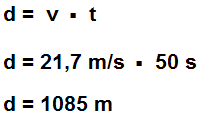 d = v ▪ t
d = 21,7 m/s ▪ 50 s
d = 1085 m